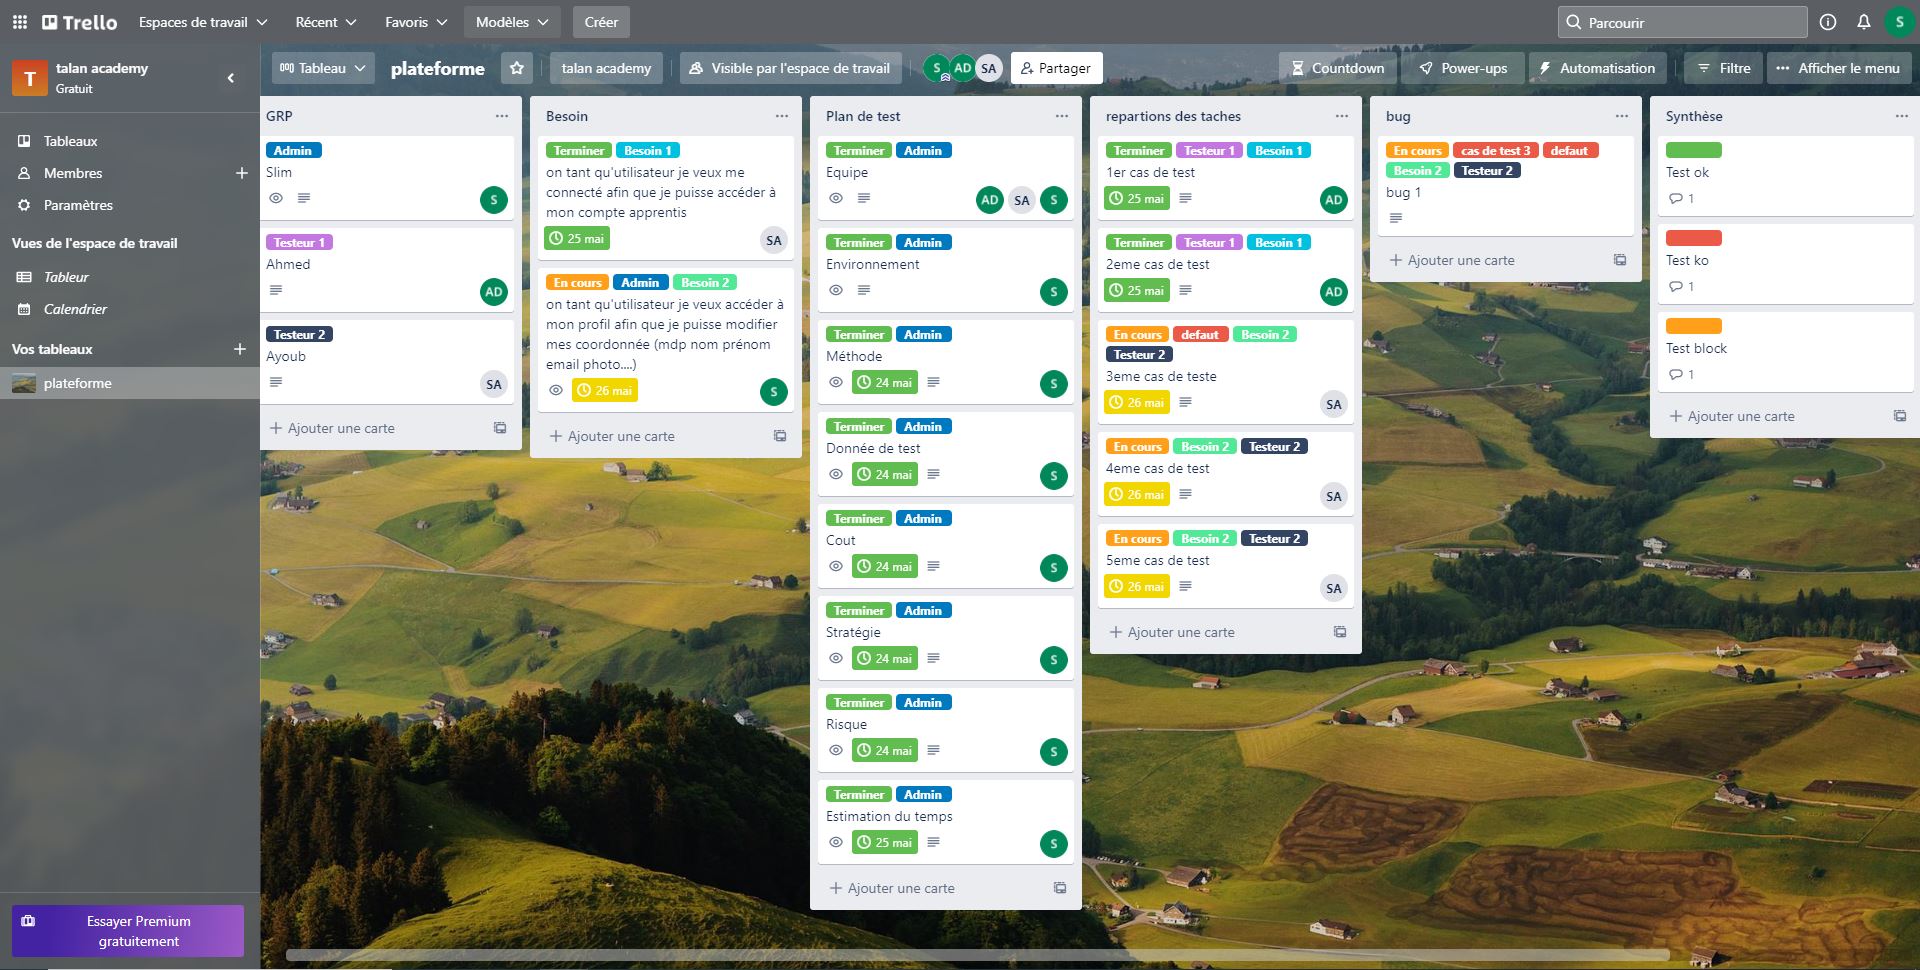 Trello
Espaces de travail
Récent
Favoris
Modèles
Créer
Parcourir
S
T
talan academy
Gratuit
Tableau
plateforme
talan academy
Visible par l'espace de travail
S
AD
SA
Partager
Countdown
Power-ups
Automatisation
Filtre
Afficher le menu
Tableaux
Membres
Paramètres
Vues de l'espace de travail
Tableur
Calendrier
Vos tableaux
plateforme
Essayer Premium
gratuitement
GRP
Admin
Slim
S
Testeur 1
Ahmed
AD
Testeur 2
Ayoub
SA
Ajouter une carte
Besoin
Terminer Besoin 1
on tant qu'utilisateur je veux me
connecté afin que je puisse accéder à
mon compte apprentis
25 mai
SA
En cours Admin Besoin 2
on tant qu'utilisateur je veux accéder à
mon profil afin que je puisse modifier
mes coordonnée (mdp nom prénom
email photo....)
26 mai
S
Ajouter une carte
Plan de test
Terminer Admin
Equipe
AD SA S
Terminer Admin
Environnement
S
Terminer Admin
Méthode
24 mai
S
Terminer Admin
Donnée de test
24 mai
S
Terminer Admin
Cout
24 mai
S
Terminer Admin
Stratégie
24 mai
S
Terminer Admin
Risque
24 mai
S
Terminer Admin
Estimation du temps
25 mai
S
Ajouter une carte
repartions des taches
Terminer Testeur 1 Besoin 1
1er cas de test
25 mai
AD
Terminer Testeur 1 Besoin 1
2eme cas de test
25 mai
AD
En cours defaut Besoin 2
Testeur 2
3eme cas de teste
26 mai
SA
En cours Besoin 2 Testeur 2
4eme cas de test
26 mai
SA
En cours Besoin 2 Testeur 2
5eme cas de test
26 mai
SA
Ajouter une carte
bug
En cours cas de test 3 defaut
Besoin 2 Testeur 2
bug 1
Ajouter une carte
Synthèse
Test ok
1
Test ko
1
Test block
1
Ajouter une carte